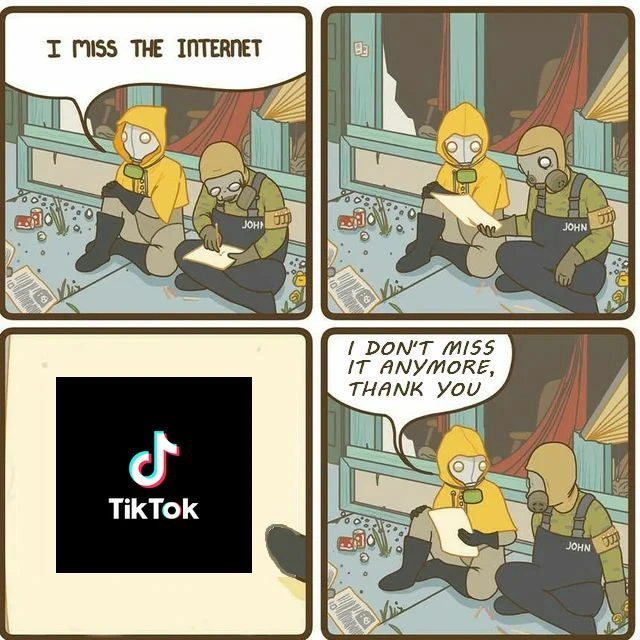 I MISS THE INTERNET
JOHN
JOHN
TikTok
I DON'T MISS
IT ANYMORE,
THANK YOU
JOHN